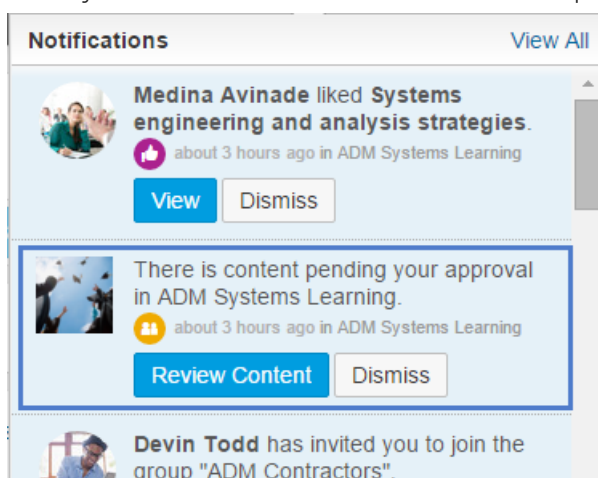 Notifications View All
Medina Avinade liked Systems
engineering and analysis strategies.
about 3 hours ago in ADM Systems Learning
View Dismiss
There is content pending your approval
in ADM Systems Learning.
about 3 hours ago in ADM Systems Learning
Review Content Dismiss
Devin Todd has invited you to join the
group "ADM Contractors".